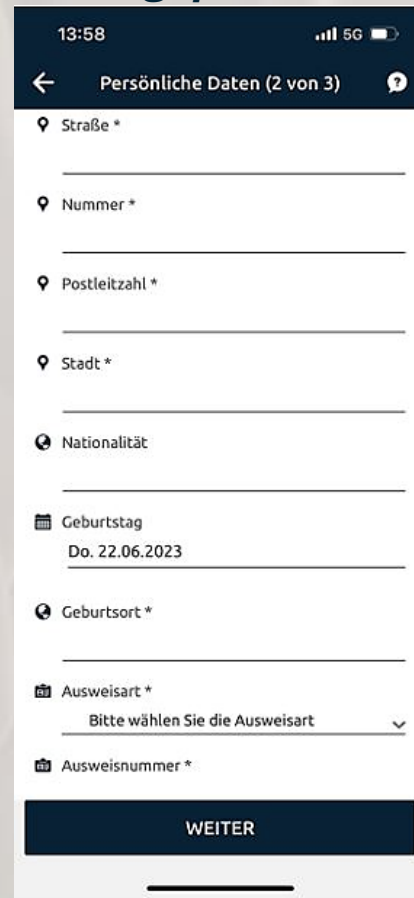 13:58
5G
Persönliche Daten (2 von 3)
?
Straße *
Nummer *
Postleitzahl *
Stadt *
Nationalität
Geburtstag
Do. 22.06.2023
Geburtsort *
Ausweisart *
Bitte wählen Sie die Ausweisart
Ausweisnummer *
WEITER